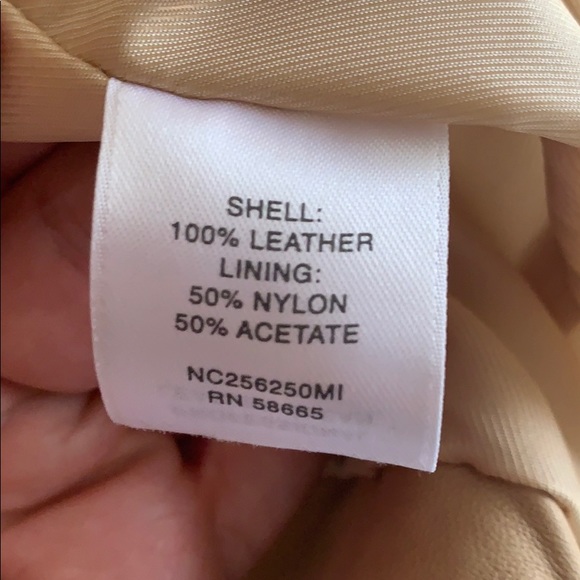 SHELL:
100% LEATHER
LINING:
50% NYLON
50% ACETATE
NC256250MI
RN 58665